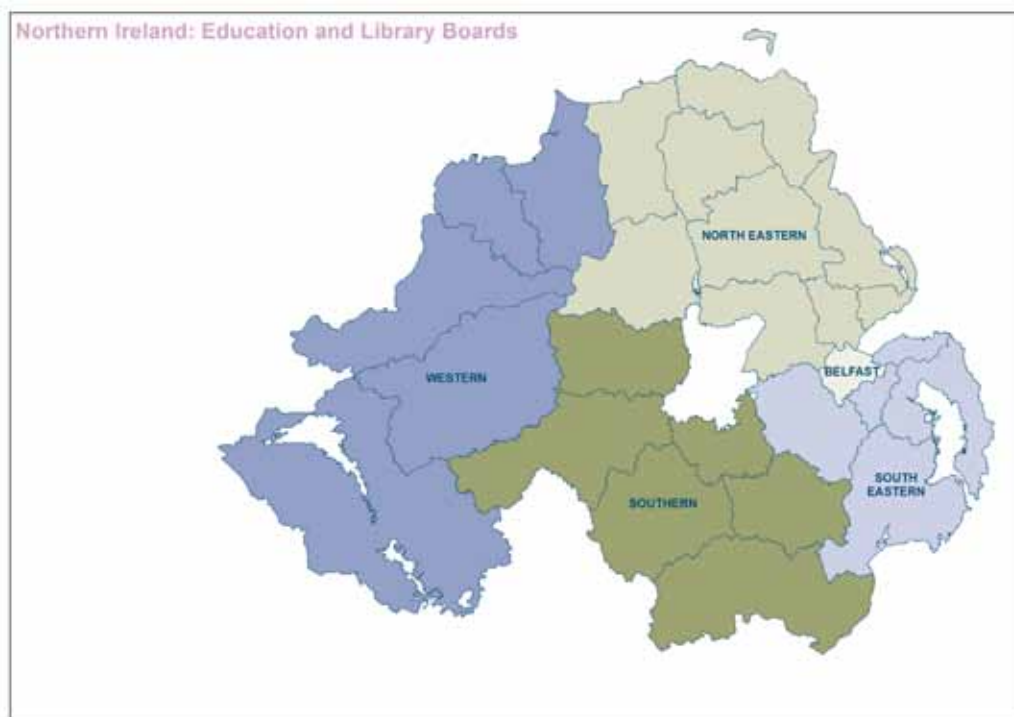 Northern Ireland: Education and Library Boards
NORTH EASTERN
BELFAST
WESTERN
SOUTH
EASTERN
SOUTHERN